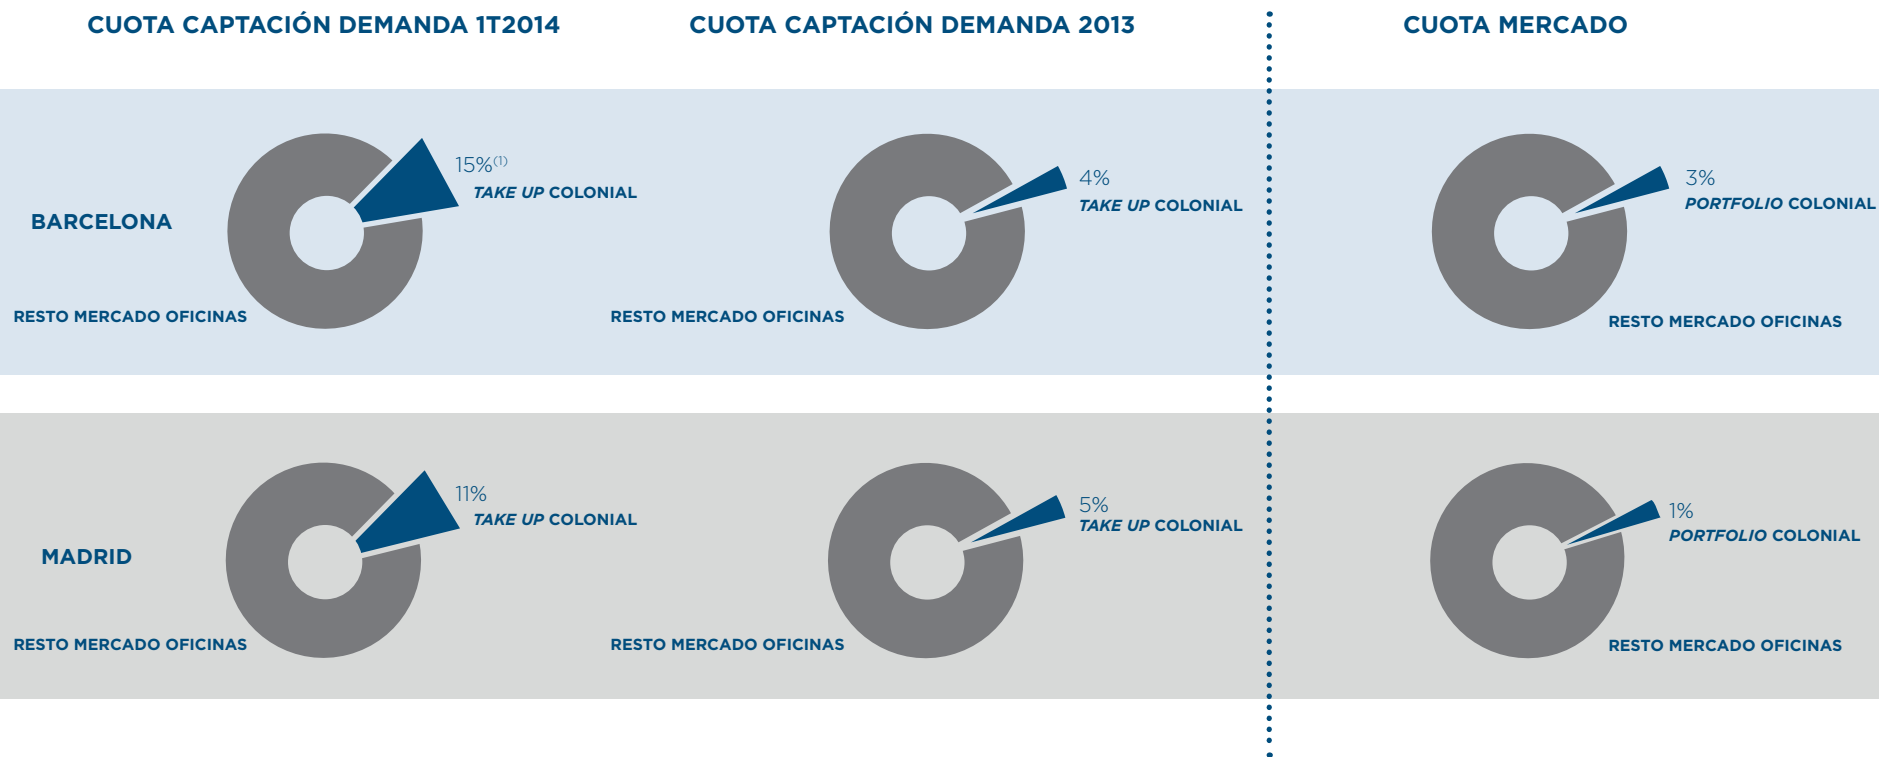 CUOTA CAPTACIÓN DEMANDA 1T2014
CUOTA CAPTACIÓN DEMANDA 2013
CUOTA MERCADO
BARCELONA
15%(1)
TAKE UP COLONIAL
RESTO MERCADO OFICINAS
4%
TAKE UP COLONIAL
RESTO MERCADO OFICINAS
3%
PORTFOLIO COLONIAL
RESTO MERCADO OFICINAS
MADRID
11%
TAKE UP COLONIAL
RESTO MERCADO OFICINAS
5%
TAKE UP COLONIAL
RESTO MERCADO OFICINAS
1%
PORTFOLIO COLONIAL
RESTO MERCADO OFICINAS